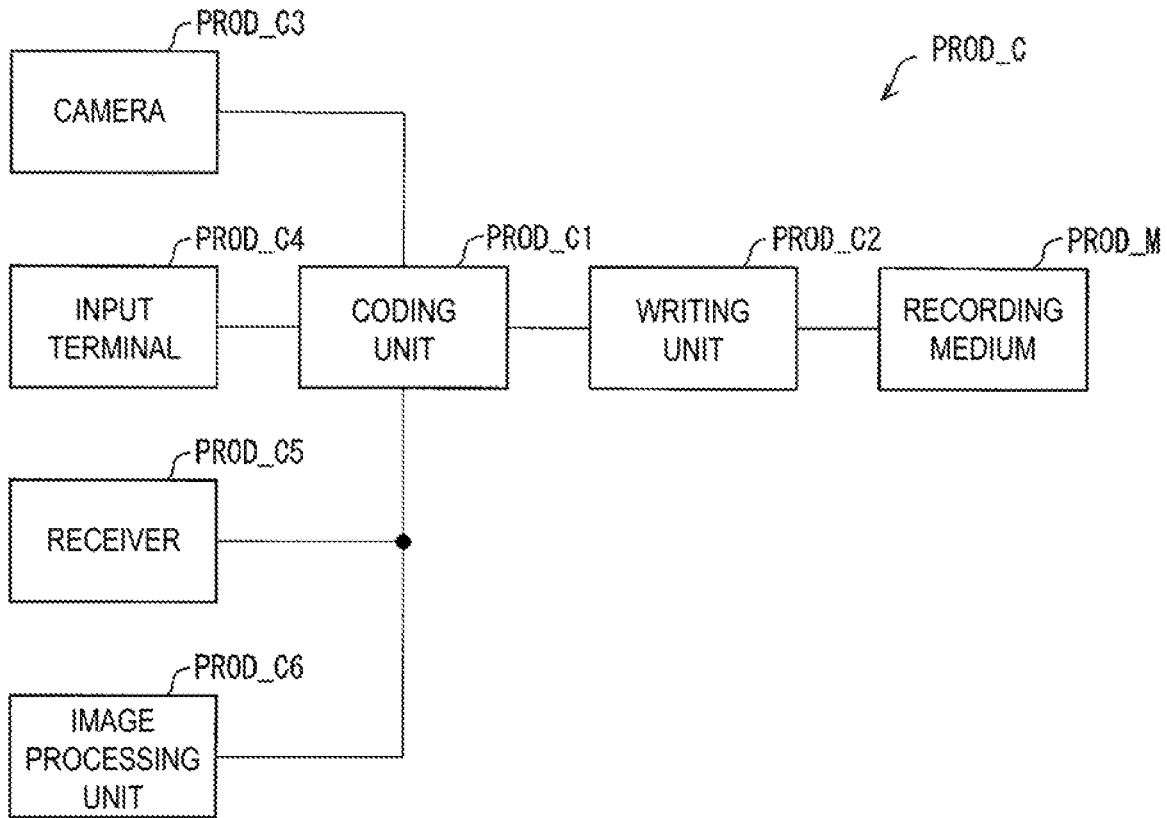 PROD_C3
PROD_C
CAMERA
PROD_C4
PROD_C1
PROD_C2
PROD_M
INPUT
TERMINAL
CODING
UNIT
WRITING
UNIT
RECORDING
MEDIUM
PROD_C5
RECEIVER
PROD_C6
IMAGE
PROCESSING
UNIT